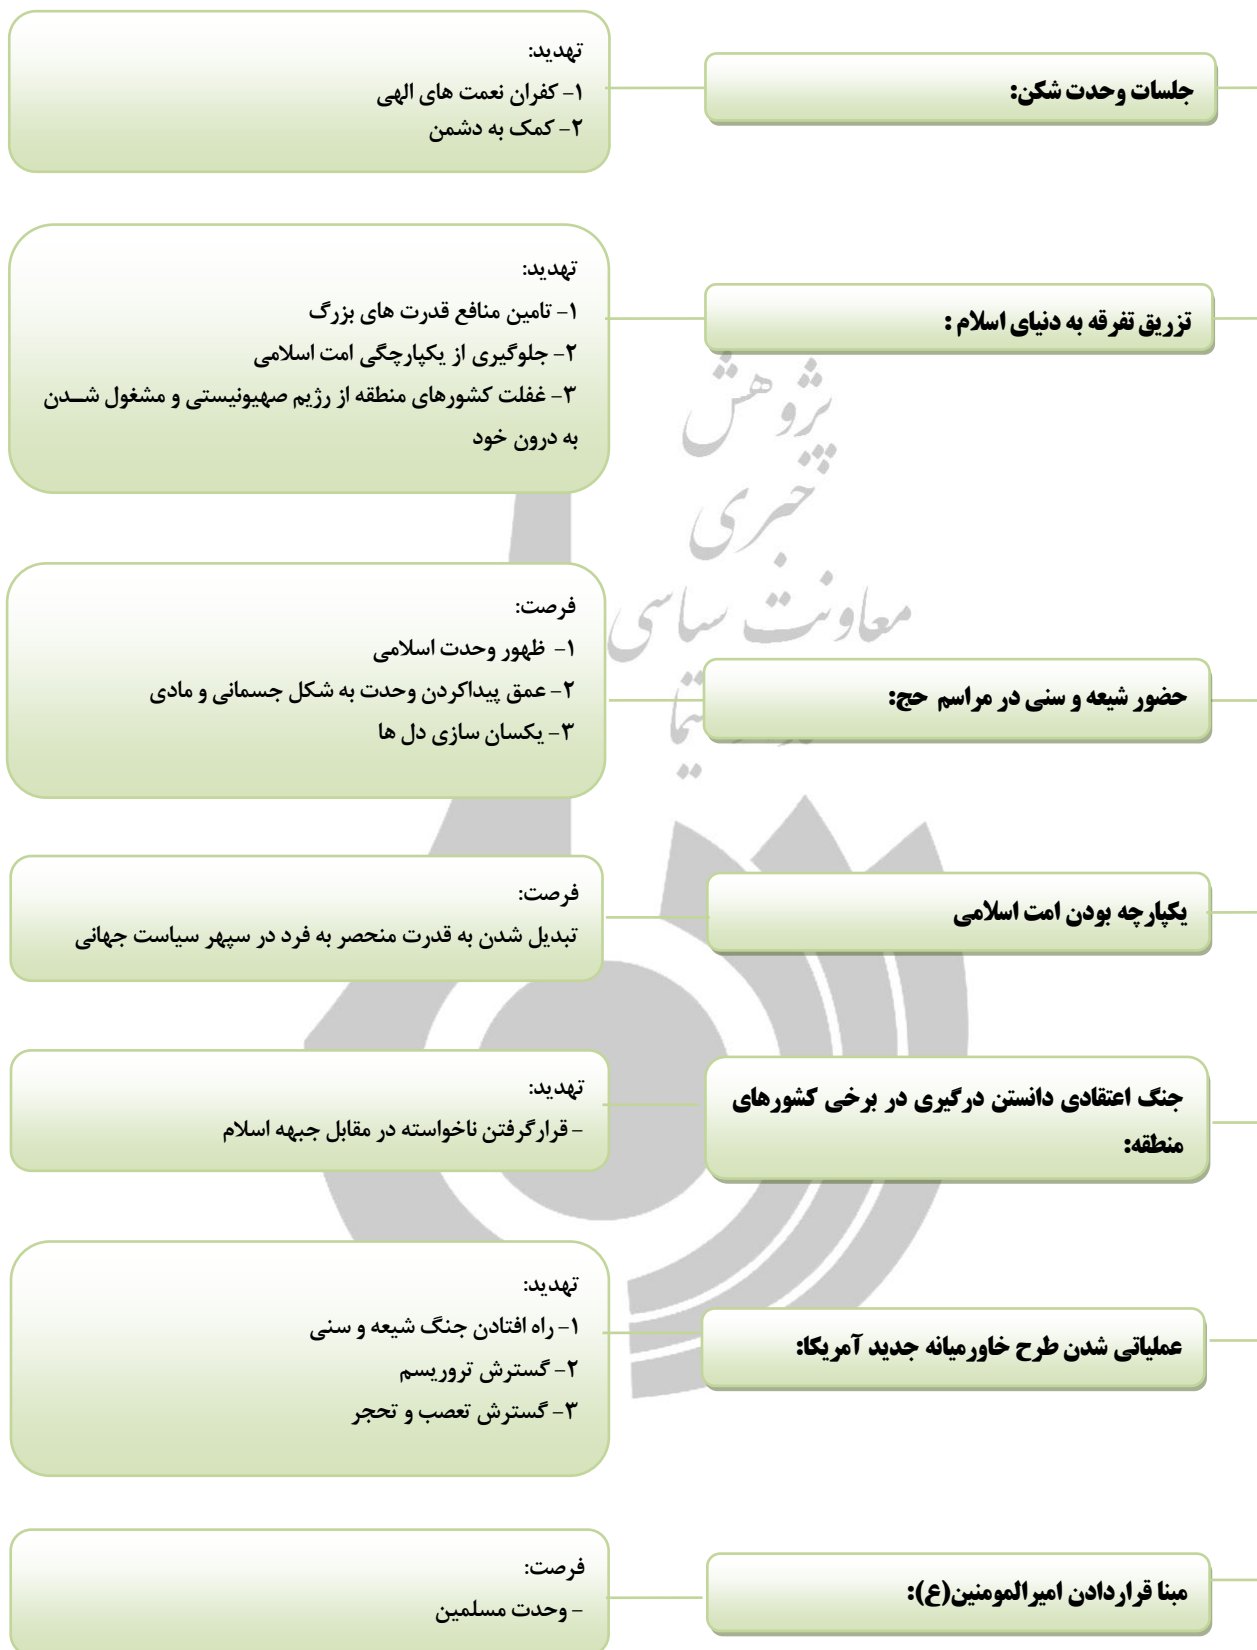 جلسات وحدت شکن:
تهدید:
۱- کفران نعمت های الهی
۲- کمک به دشمن
تزریق تفرقه به دنیای اسلام :
تهدید:
۱- تامین منافع قدرت های بزرگ
۲- جلوگیری از یکپارچگی امت اسلامی
۳- غفلت کشورهای منطقه از رژیم صهیونیستی و مشغول شدن
به درون خود
پژوهش
خبری
معاونت سیاسی
حضور شیعه و سنی در مراسم حج:
فرصت:
۱- ظهور وحدت اسلامی
۲- عمق پیداکردن وحدت به شکل جسمانی و مادی
۳- یکسان سازی دل ها
یکپارچه بودن امت اسلامی
فرصت:
تبدیل شدن به قدرت منحصر به فرد در سپهر سیاست جهانی
جنگ اعتقادی دانستن درگیری در برخی کشورهای
منطقه:
تهدید:
- قرارگرفتن ناخواسته در مقابل جبهه اسلام
عملیاتی شدن طرح خاورمیانه جدید آمریکا:
تهدید:
۱- راه افتادن جنگ شیعه و سنی
۲- گسترش تروریسم
۳- گسترش تعصب و تحجر
مبنا قراردادن امیرالمومنین(ع):
فرصت:
- وحدت مسلمین